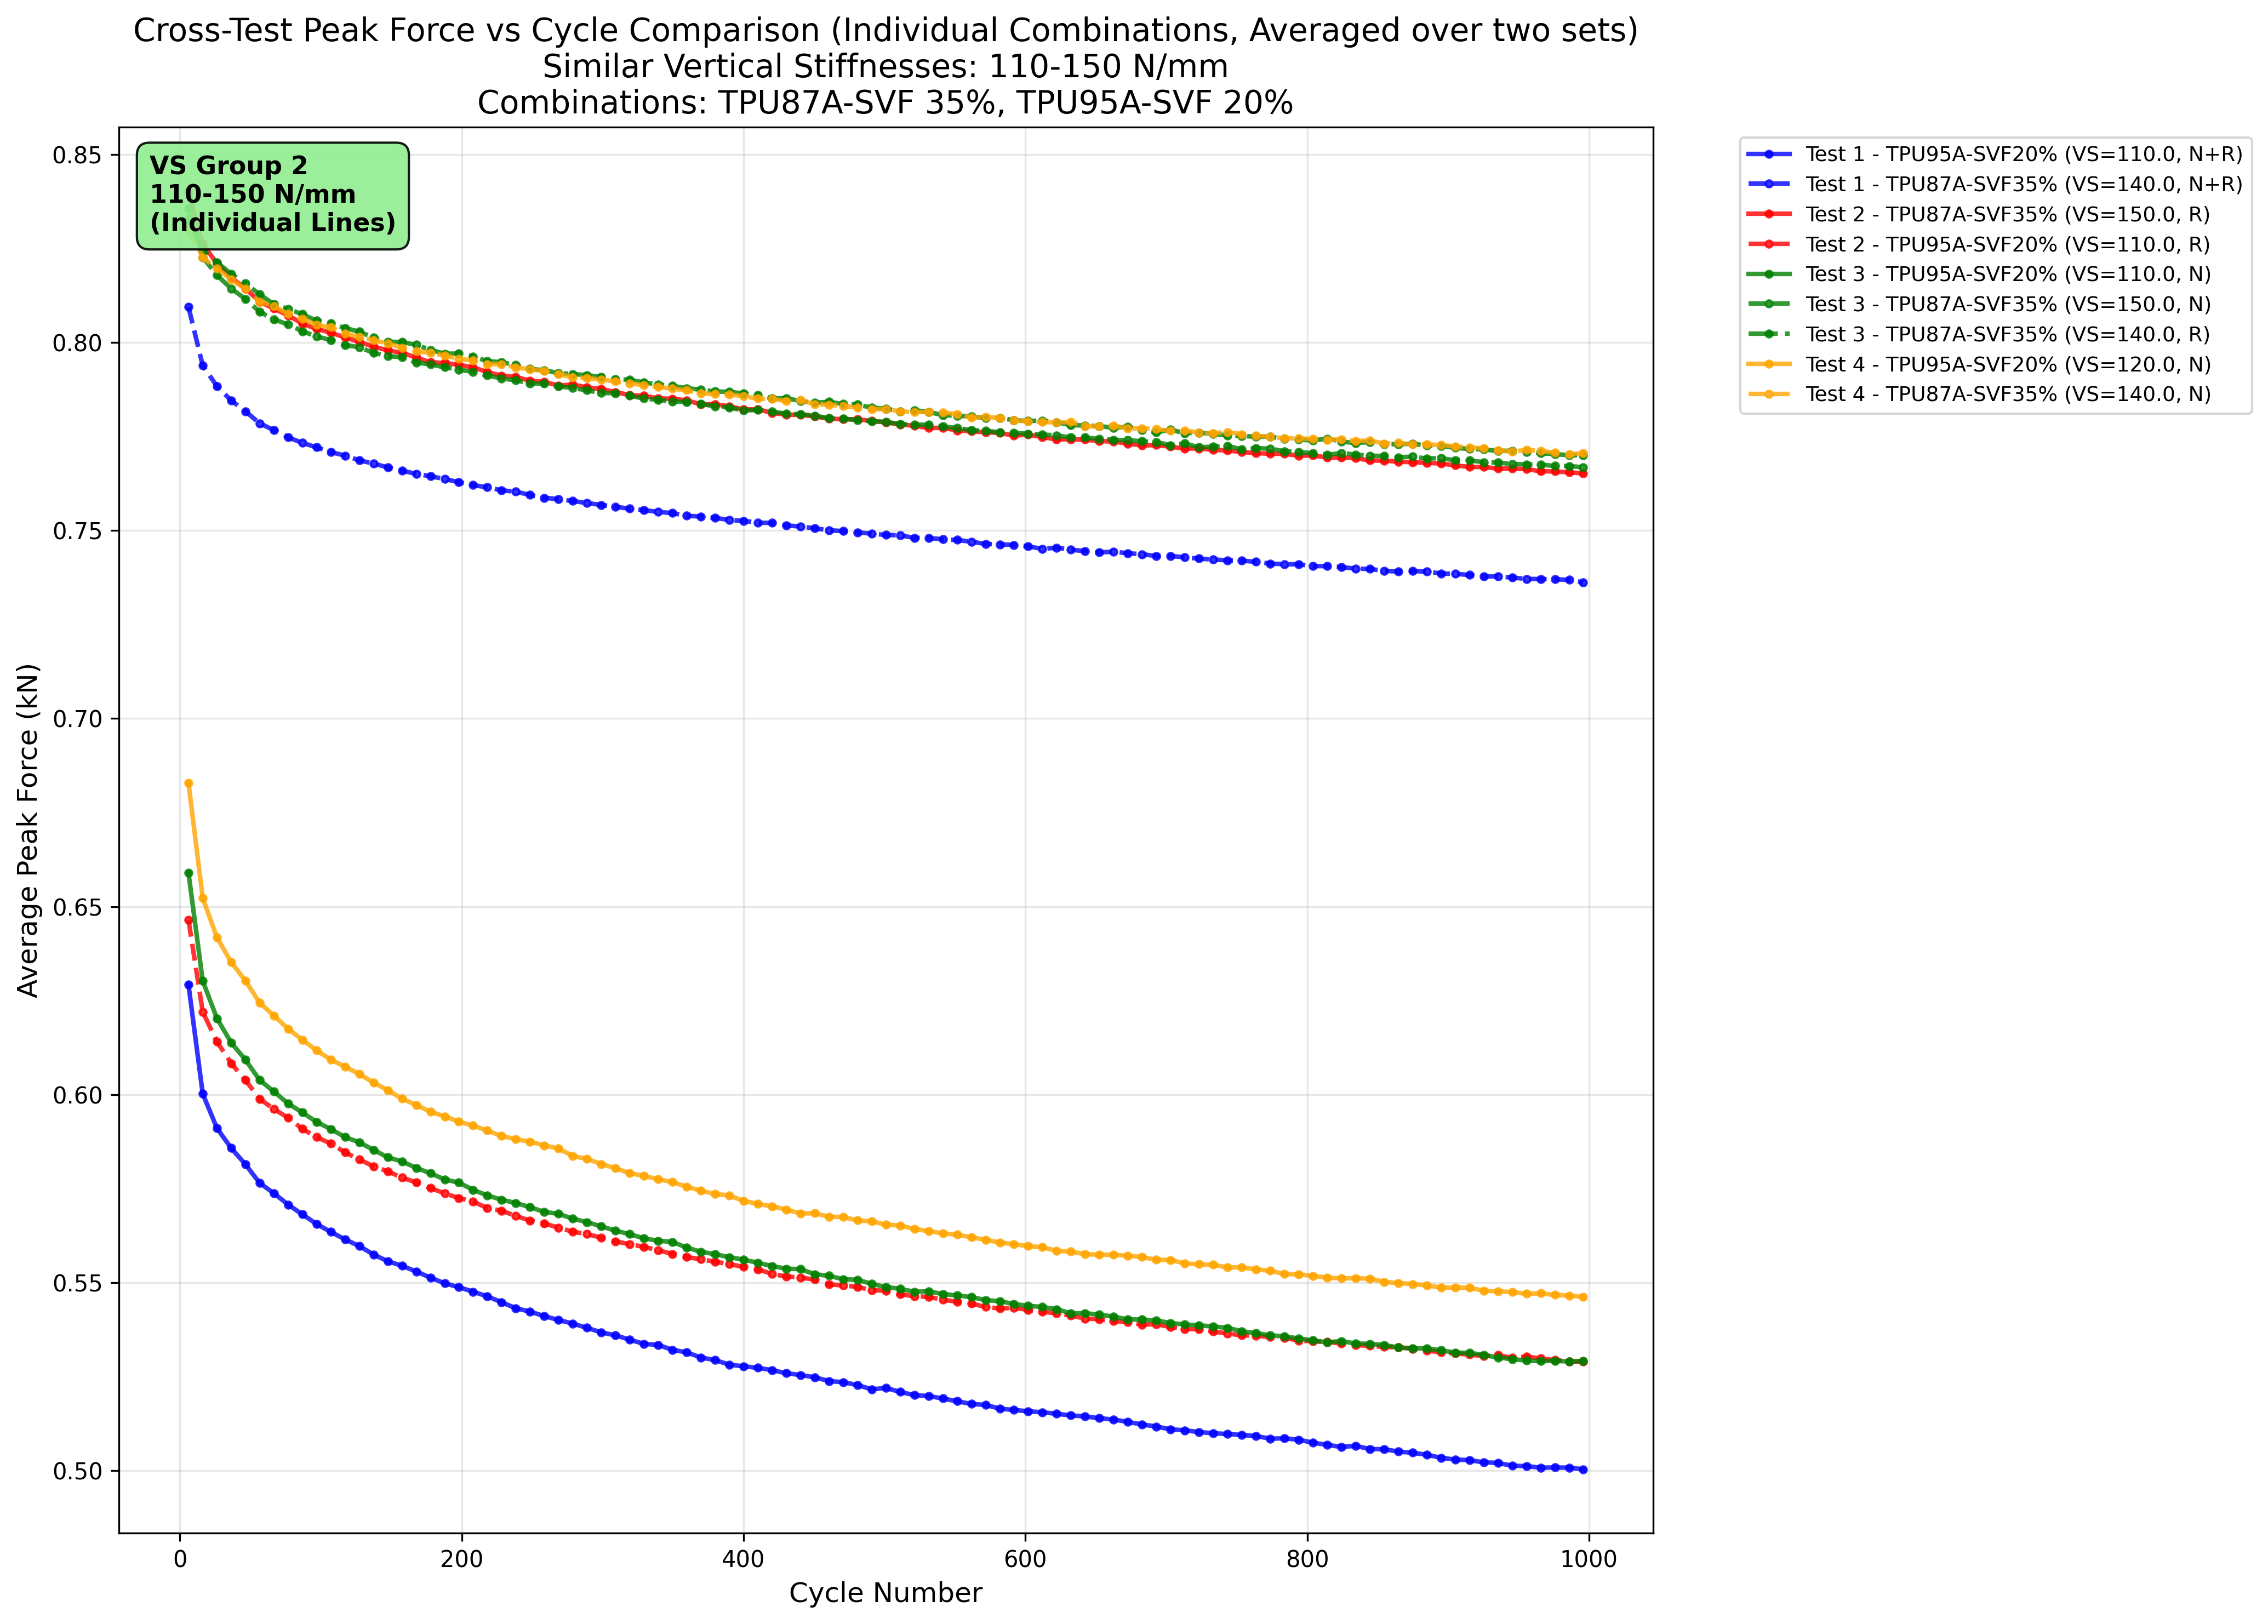 Cross-Test Peak Force vs Cycle Comparison (Individual Combinations, Averaged over two sets)
Similar Vertical Stiffnesses: 110-150 N/mm
Combinations: TPU87A-SVF 35%, TPU95A-SVF 20%
VS Group 2
110-150 N/mm
(Individual Lines)
Test 1 - TPU95A-SVF20% (VS=110.0, N+R)
Test 1 - TPU87A-SVF35% (VS=140.0, N+R)
Test 2 - TPU87A-SVF35% (VS=150.0, R)
Test 2 - TPU95A-SVF20% (VS=110.0, R)
Test 3 - TPU95A-SVF20% (VS=110.0, N)
Test 3 - TPU87A-SVF35% (VS=150.0, N)
Test 3 - TPU87A-SVF35% (VS=140.0, R)
Test 4 - TPU95A-SVF20% (VS=120.0, N)
Test 4 - TPU87A-SVF35% (VS=140.0, N)
Average Peak Force (kN)
0.85
0.80
0.75
0.70
0.65
0.60
0.55
0.50
0
200
400
600
800
1000
Cycle Number